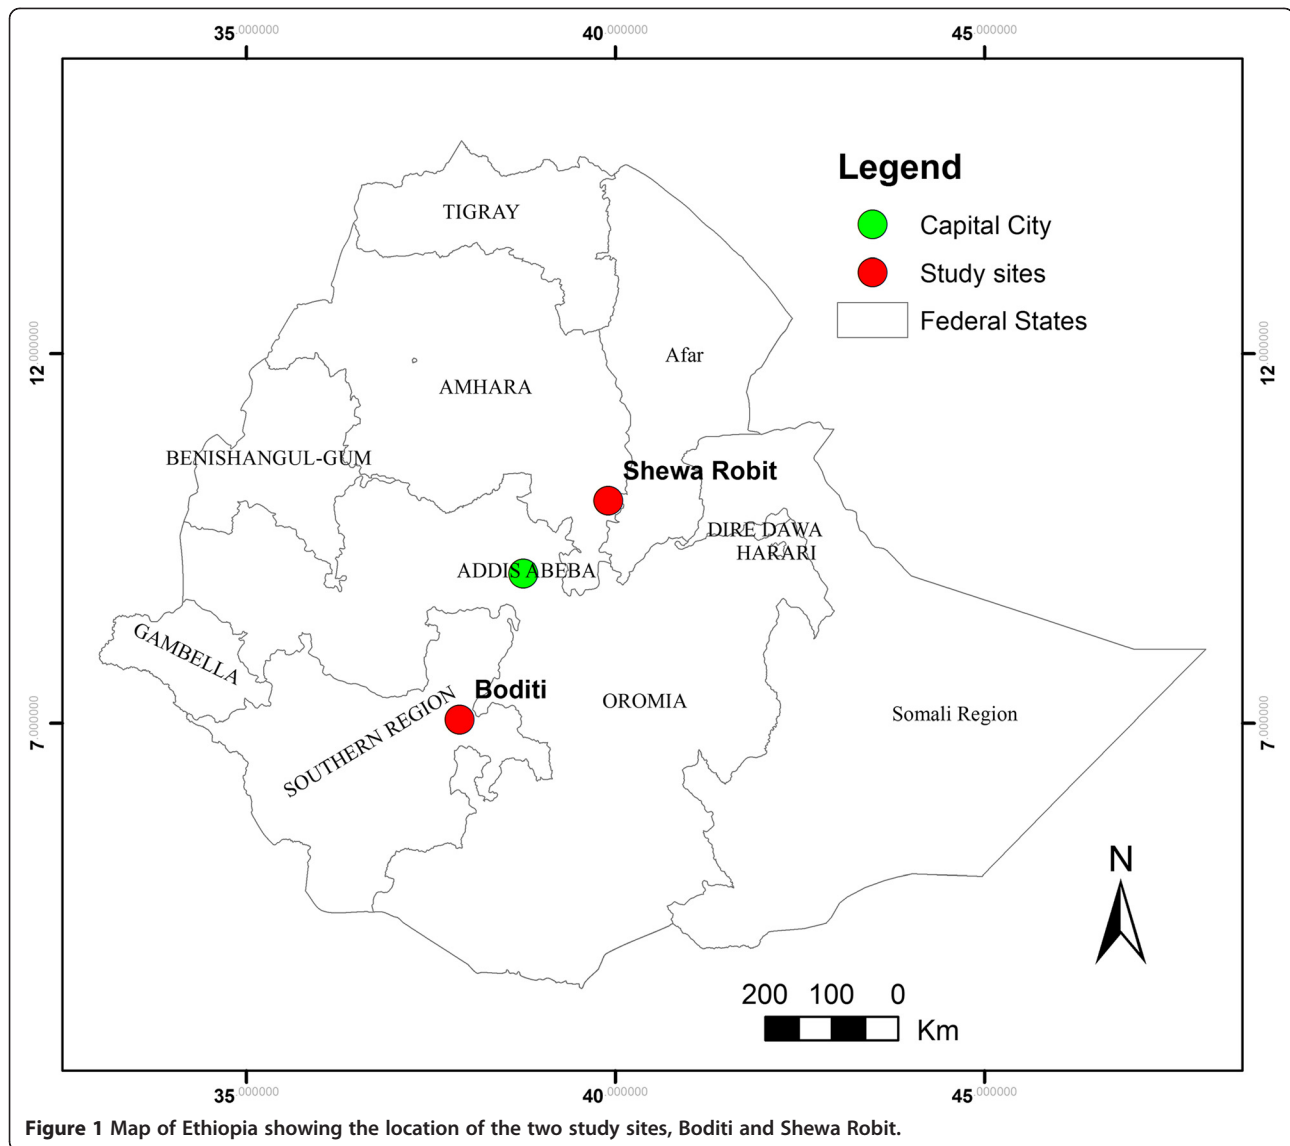 35.000000 40.000000 45.000000
Legend
Capital City
Study sites
Federal States
TIGRAY
12.000000
12.000000
Afar
AMHARA
BENISHANGUL-GUM
Shewa Robit
DIRE DAWA
HARARI
ADDIS ABEBA
GAMBELLA
Boditi
OROMIA
SOUTHERN REGION
Somali Region
7.000000
7.000000
N
200 100 0
Km
35.000000 40.000000 45.000000
Figure 1 Map of Ethiopia showing the location of the two study sites, Boditi and Shewa Robit.